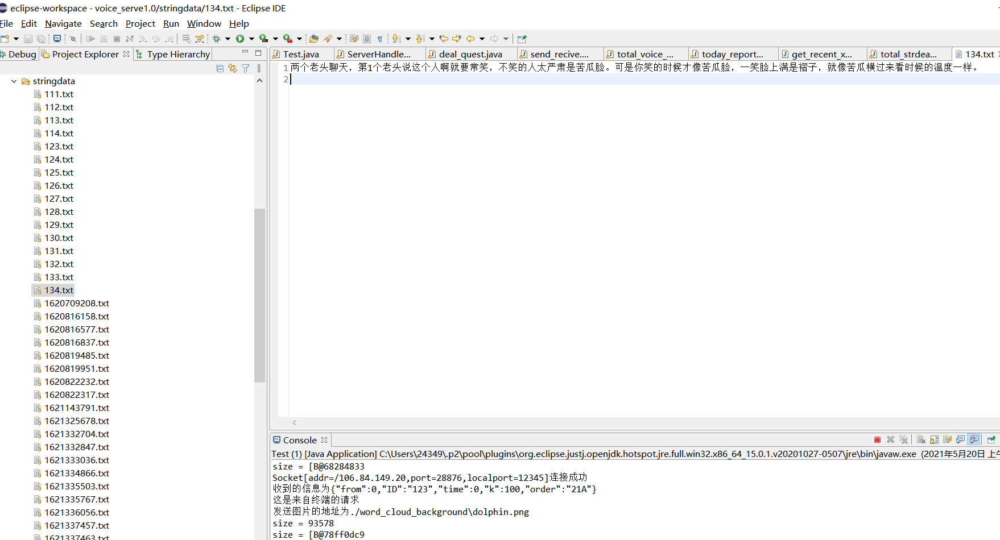 eclipse-workspace - voice_serve1.0/stringdata/134.txt - Eclipse IDE
File Edit Navigate Search Project Run Window Help
Debug Project Explorer Type Hierarchy
Test.java ServerHandle... deal_quest.java send_recive.... total_voice_... today_report... get_recent_x... total_strdea... 134.txt
stringdata
111.txt
112.txt
113.txt
114.txt
123.txt
124.txt
125.txt
126.txt
127.txt
128.txt
129.txt
130.txt
131.txt
132.txt
133.txt
134.txt
1620709208.txt
1620816158.txt
1620816577.txt
1620816837.txt
1620819485.txt
1620819951.txt
1620822232.txt
1620822317.txt
1621143791.txt
1621325678.txt
1621332704.txt
1621332847.txt
1621333036.txt
1621334866.txt
1621335503.txt
1621335767.txt
1621336056.txt
1621337457.txt
1621337463.txt
1 两个老头聊天，第1个老头说这个人啊就要常笑，不笑的人太严肃是苦瓜脸。可是你笑的时候才像苦瓜脸，一笑脸上满是褶子，就像苦瓜横过来看时候的温度一样。
2
Console
Test (1) [Java Application] C:\Users\24349\.p2\pool\plugins\org.eclipse.justj.openjdk.hotspot.jre.full.win32.x86_64_15.0.1.v20201027-0507\jre\bin\javaw.exe (2021年5月20日 上
size = [B@68284833
Socket[addr=/106.84.149.20,port=28876,localport=12345]连接成功
收到的信息为{"from":0,"ID":"123","time":0,"k":100,"order":"21A"}
这是来自终端的请求
发送图片的地址为./word_cloud_background\dolphin.png
size = 93578
size = [B@78ff0dc9